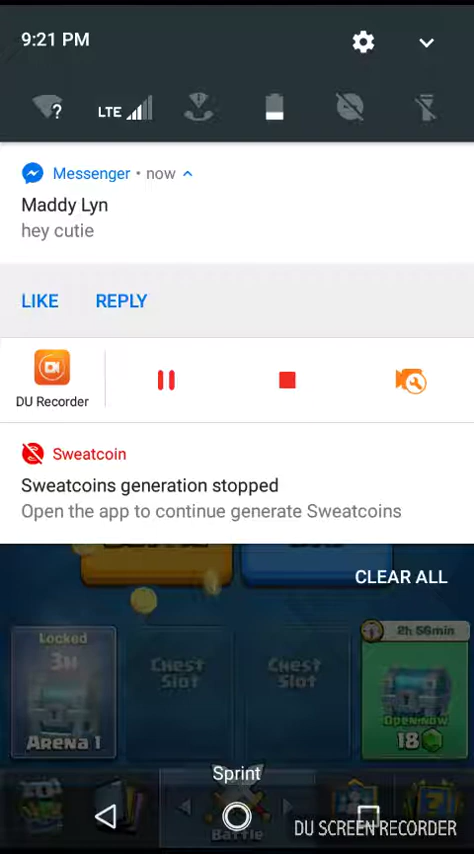 9:21 PM
?
LTE
Messenger • now
Maddy Lyn
hey cutie
LIKE REPLY
DU Recorder
Sweatcoin
Sweatcoins generation stopped
Open the app to continue generate Sweatcoins
CLEAR ALL
Locked
3H
Arena 1
Chest
Slot
Chest
Slot
2h 56min
Open Now
18
Sprint
Battle
DU SCREEN RECORDER